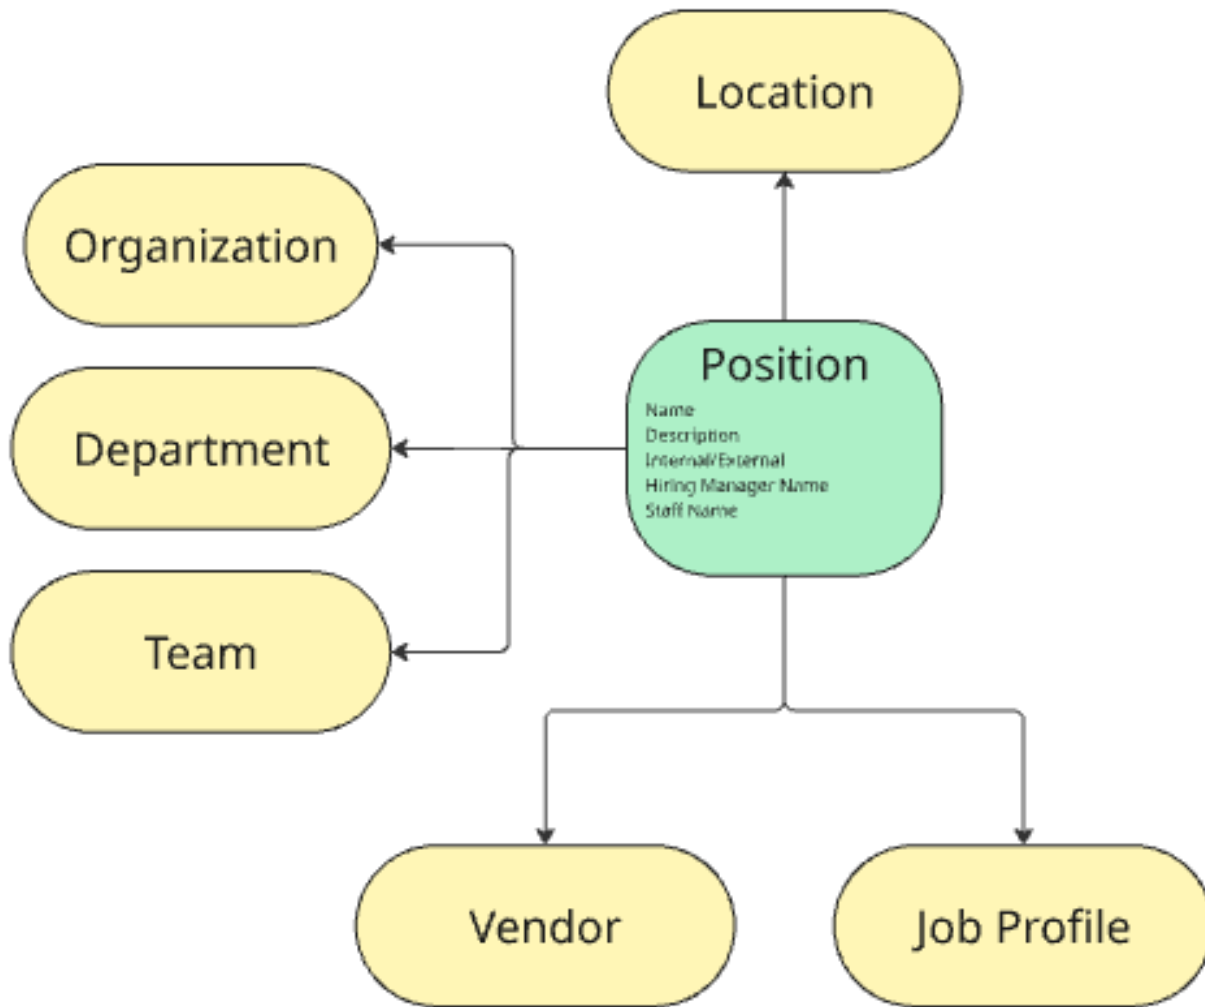 Location
Organization
Position
Name
Description
Internal/External
Hiring Manager Name
Staff Name
Department
Team
Vendor
Job Profile